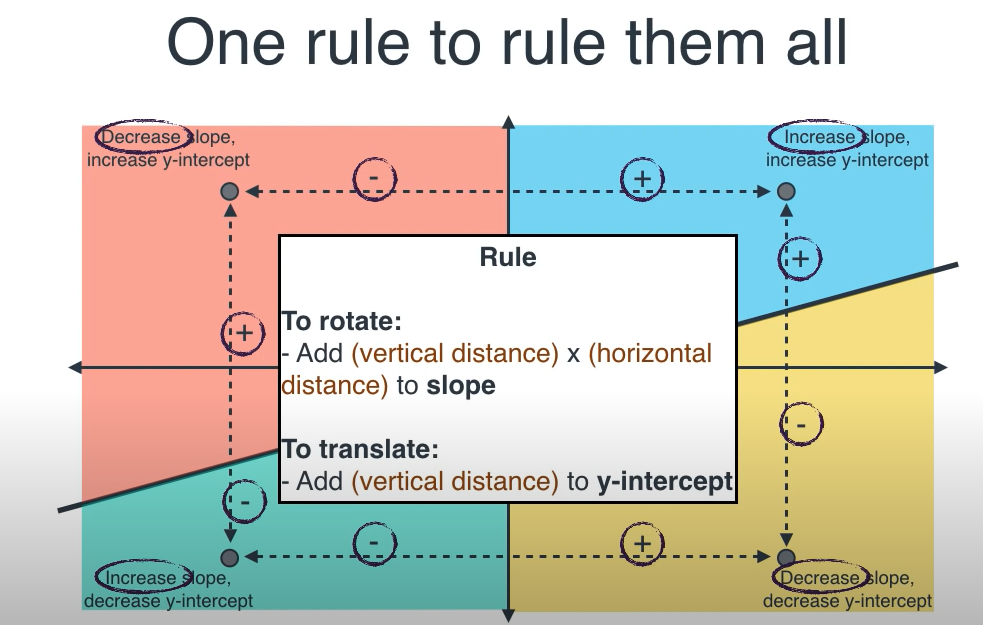 One rule to rule them all
Decrease slope,
increase y-intercept
Increase slope,
increase y-intercept
-
+
+
Rule
To rotate:
- Add (vertical distance) x (horizontal
distance) to slope
+
To translate:
- Add (vertical distance) to y-intercept
-
-
-
+
Increase slope,
decrease y-intercept
Decrease slope,
decrease y-intercept